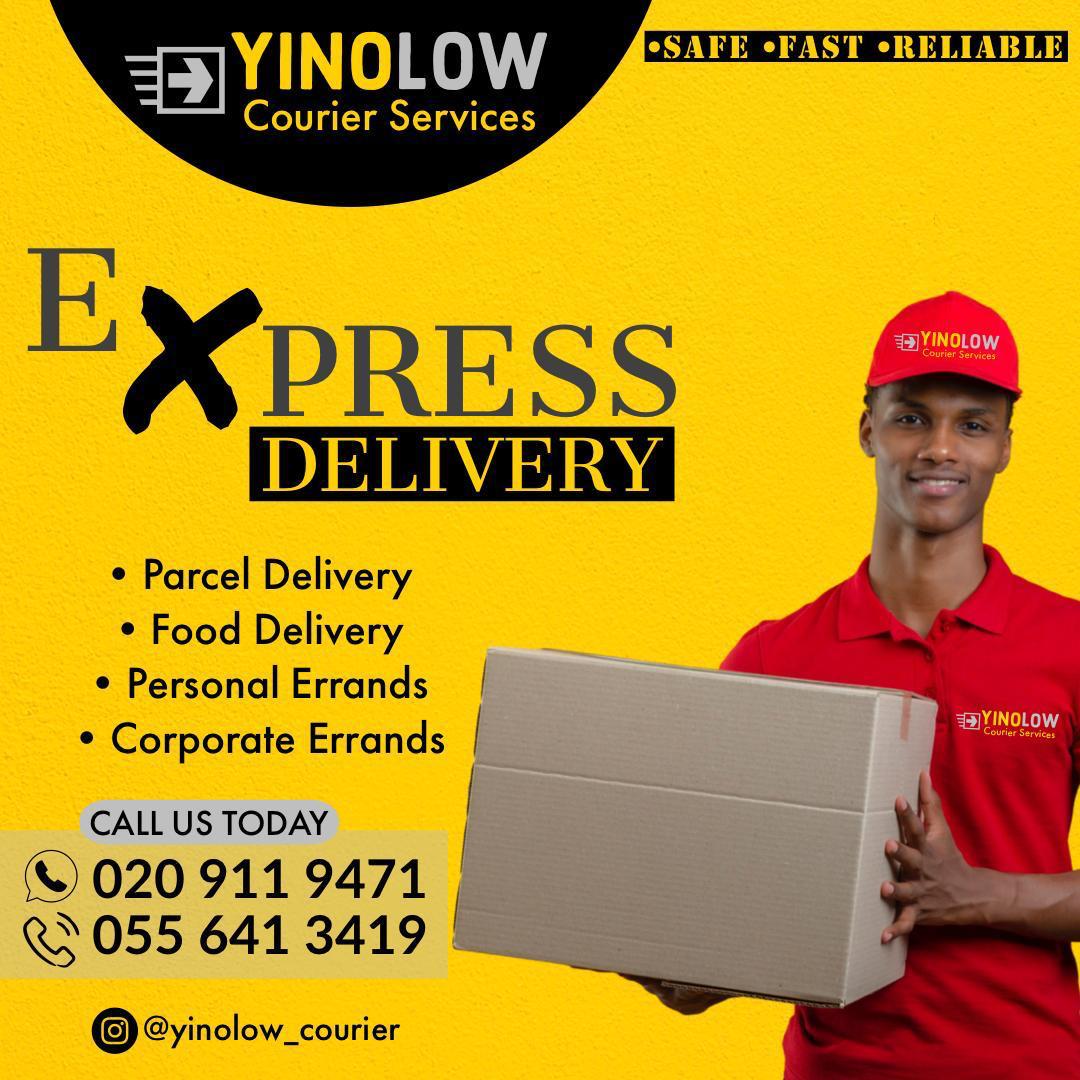 YINOLOW
Courier Services
•SAFE •FAST •RELIABLE
EXPRESS
DELIVERY
• Parcel Delivery
• Food Delivery
• Personal Errands
• Corporate Errands
CALL US TODAY
020 911 9471
055 641 3419
@yinolow_courier
YINOLOW
Courier Services
YINOLOW
Courier Services